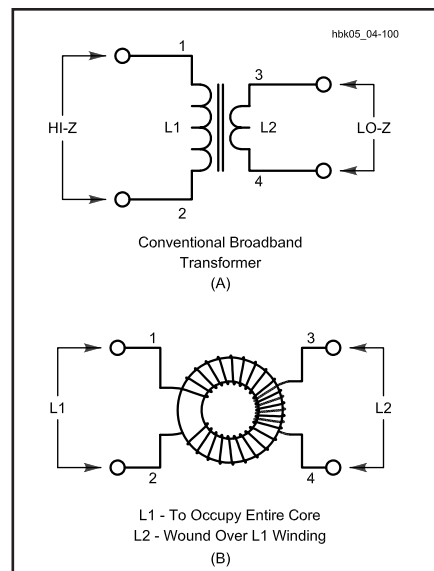 hbk05_04-100
1
3
HI-Z
L1
L2
LO-Z
2
4
Conventional Broadband
Transformer
(A)
1
3
L1
L2
2
4
L1 - To Occupy Entire Core
L2 - Wound Over L1 Winding
(B)